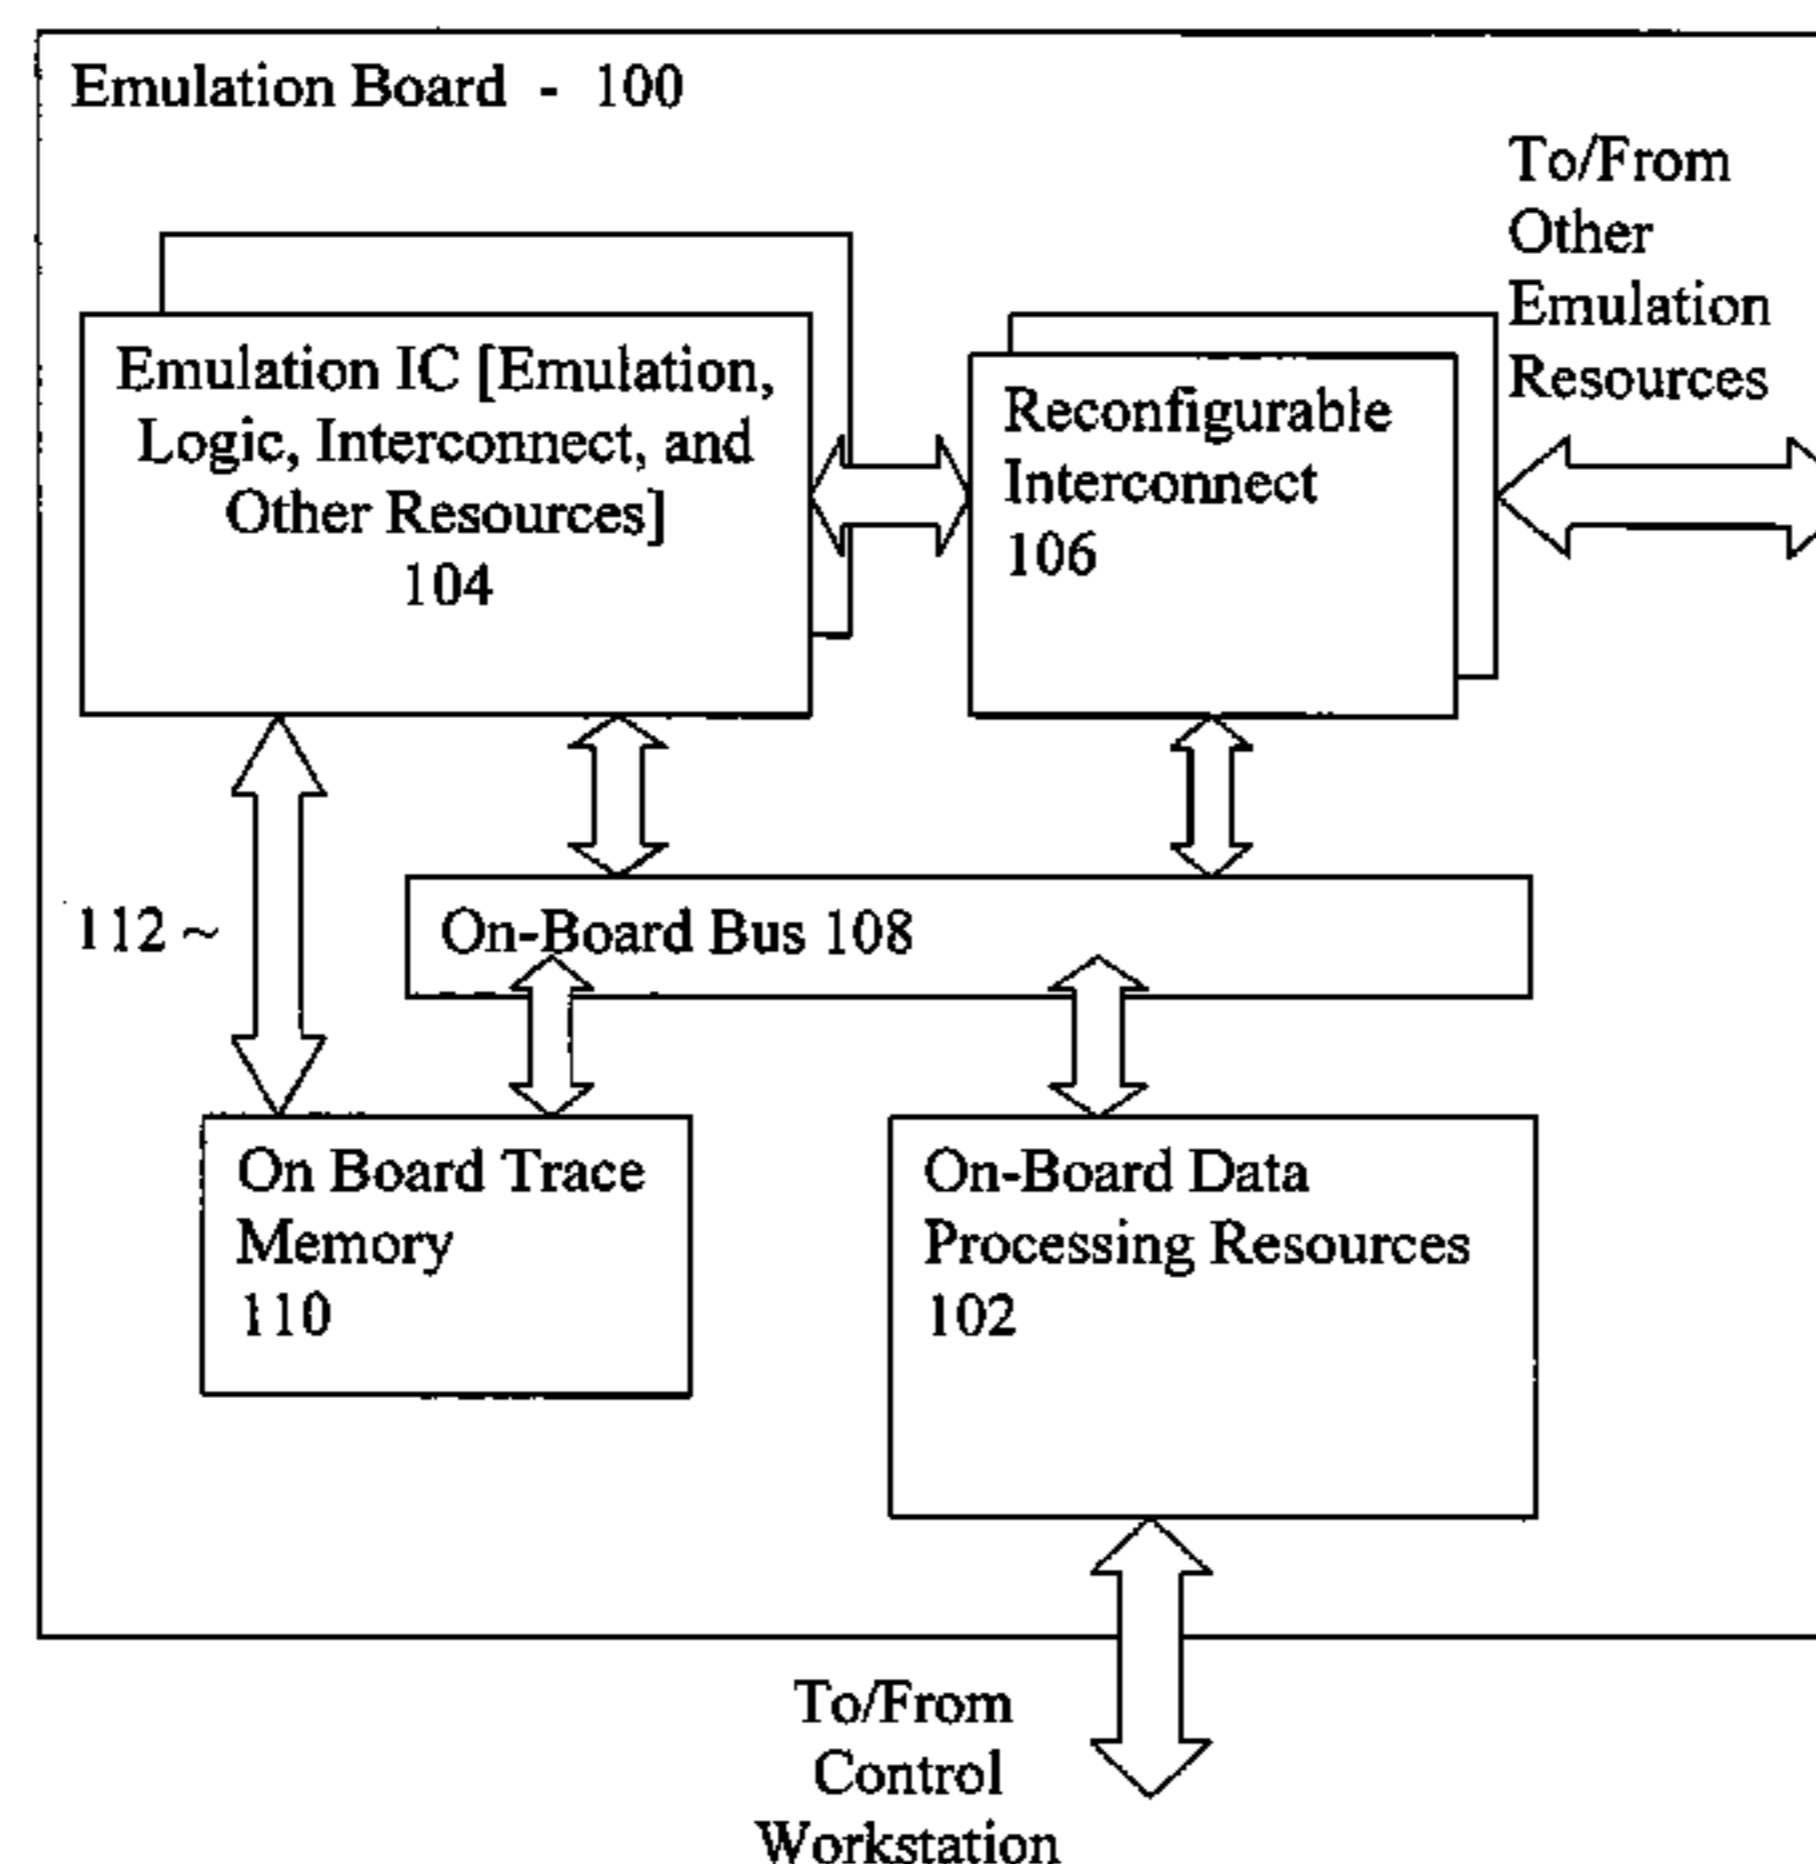 Emulation Board - 100
To/From
Other
Emulation
Resources
Emulation IC [Emulation,
Logic, Interconnect, and
Other Resources]
104
Reconfigurable
Interconnect
106
112 ~
On-Board Bus 108
On Board Trace
Memory
110
On-Board Data
Processing Resources
102
To/From
Control
Workstation